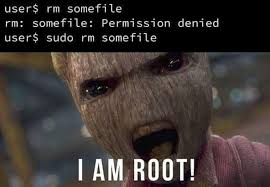 user$ rm somefile
rm: somefile: Permission denied
user$ sudo rm somefile
I AM ROOT!